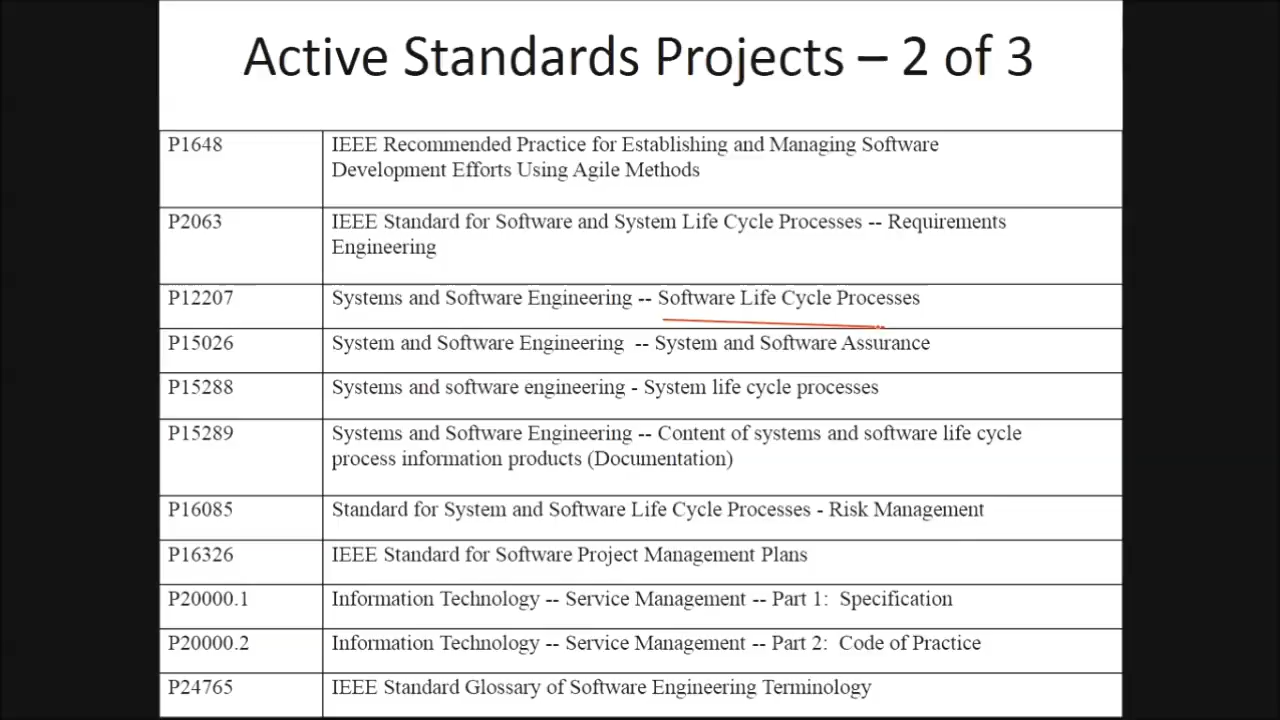 Active Standards Projects – 2 of 3
P1648 IEEE Recommended Practice for Establishing and Managing Software
Development Efforts Using Agile Methods
P2063 IEEE Standard for Software and System Life Cycle Processes -- Requirements
Engineering
P12207 Systems and Software Engineering -- Software Life Cycle Processes
P15026 System and Software Engineering -- System and Software Assurance
P15288 Systems and software engineering - System life cycle processes
P15289 Systems and Software Engineering -- Content of systems and software life cycle
process information products (Documentation)
P16085 Standard for System and Software Life Cycle Processes - Risk Management
P16326 IEEE Standard for Software Project Management Plans
P20000.1 Information Technology -- Service Management -- Part 1: Specification
P20000.2 Information Technology -- Service Management -- Part 2: Code of Practice
P24765 IEEE Standard Glossary of Software Engineering Terminology